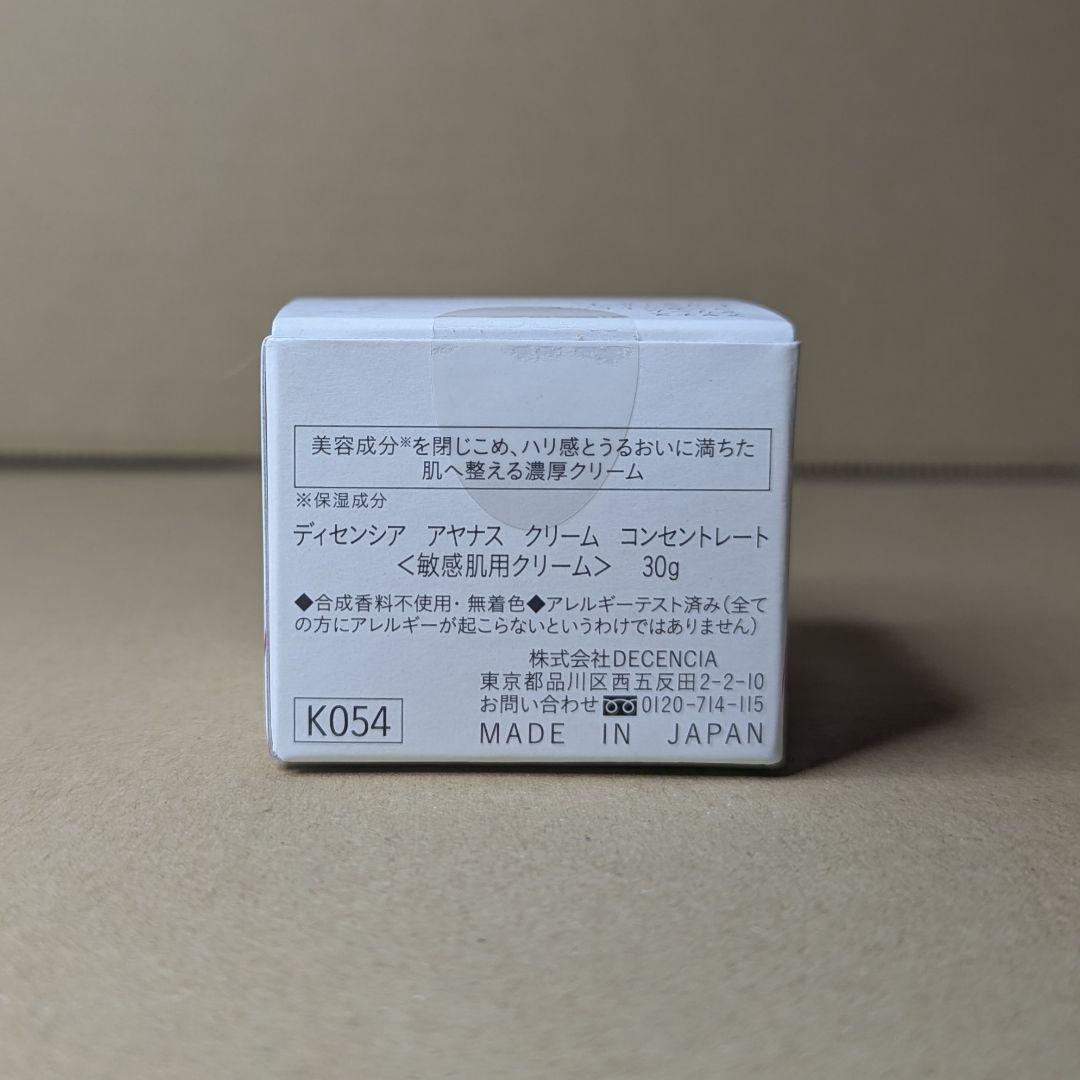 美容成分※を閉じこめ、ハリ感とうるおいに満ちた
肌へ整える濃厚クリーム
※保湿成分
ディセンシア　アヤナス　クリーム　コンセントレート
＜敏感肌用クリーム＞　30g
◆合成香料不使用・無着色◆アレルギーテスト済み（全て
の方にアレルギーが起こらないというわけではありません）
株式会社DECENCIA
東京都品川区西五反田2-2-10
お問い合わせ 0120-714-115
K054
MADE IN JAPAN